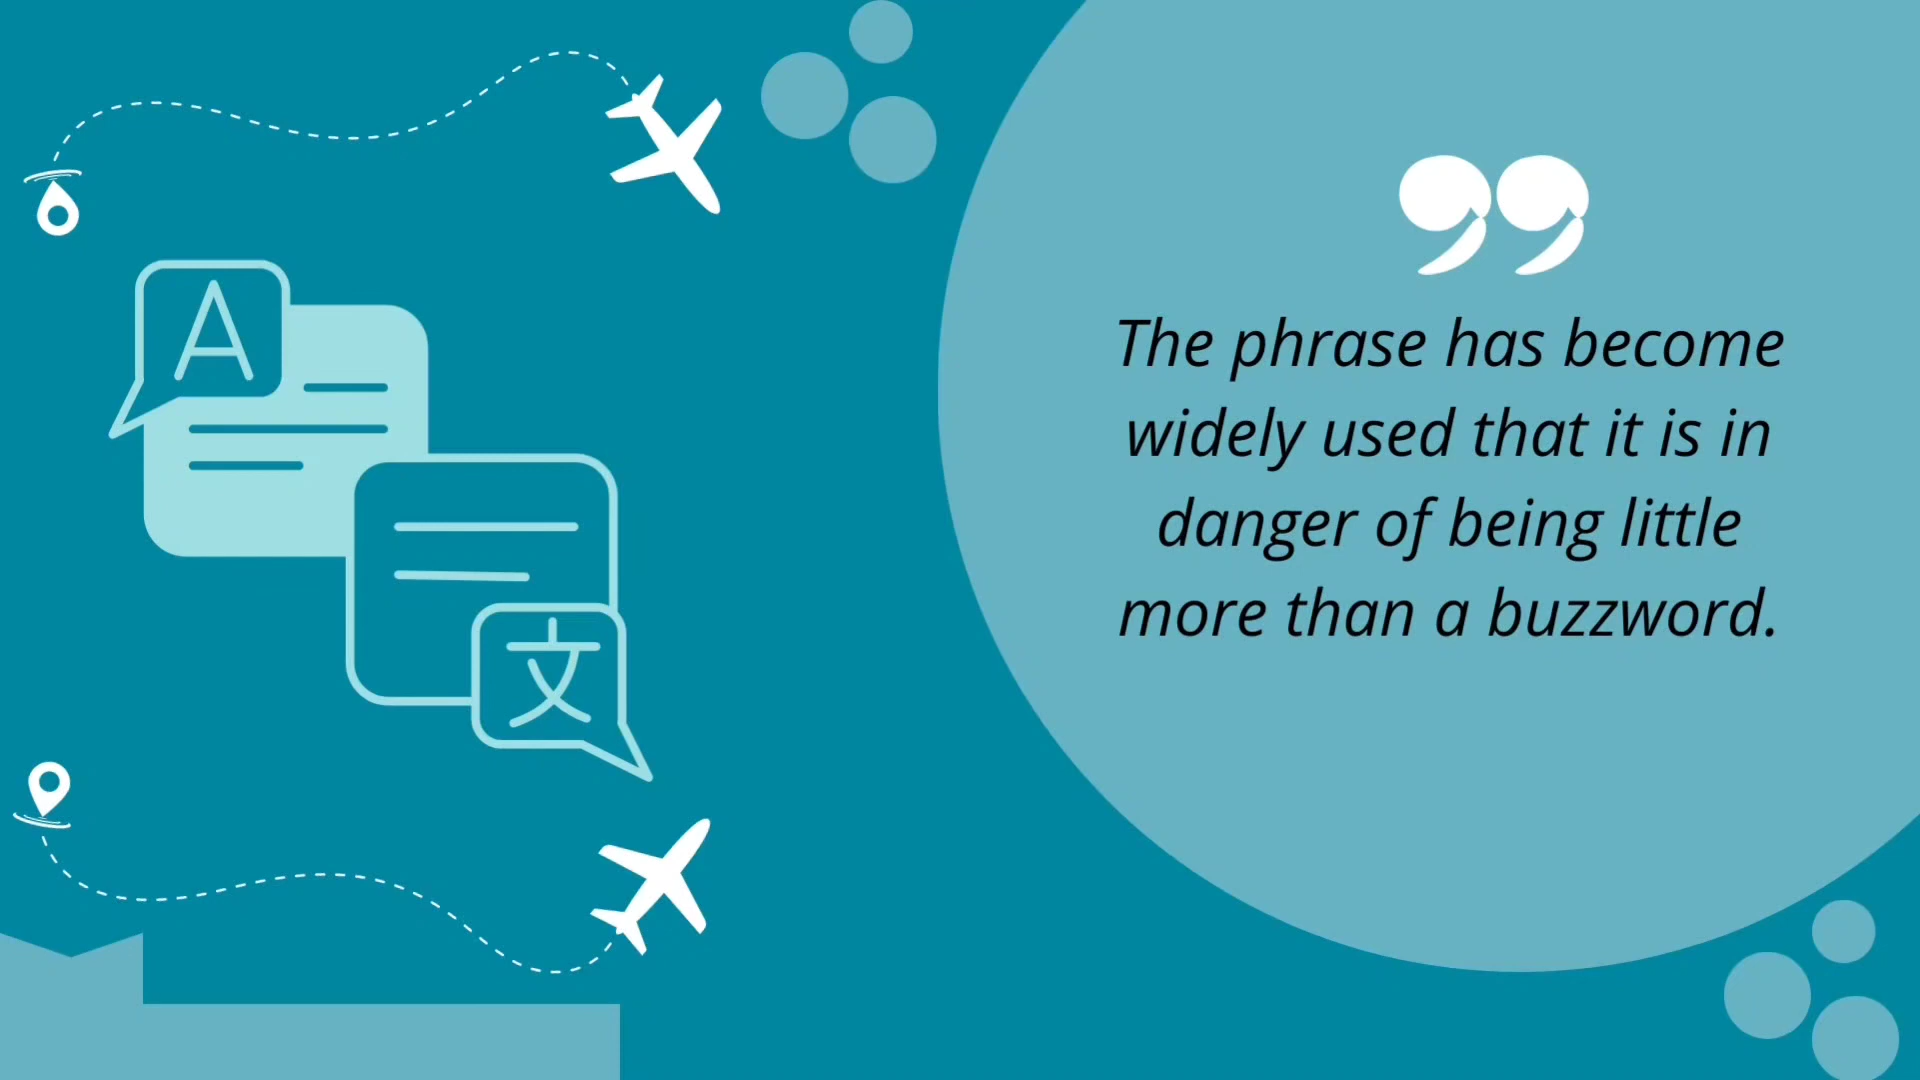 A
文
The phrase has become
widely used that it is in
danger of being little
more than a buzzword.